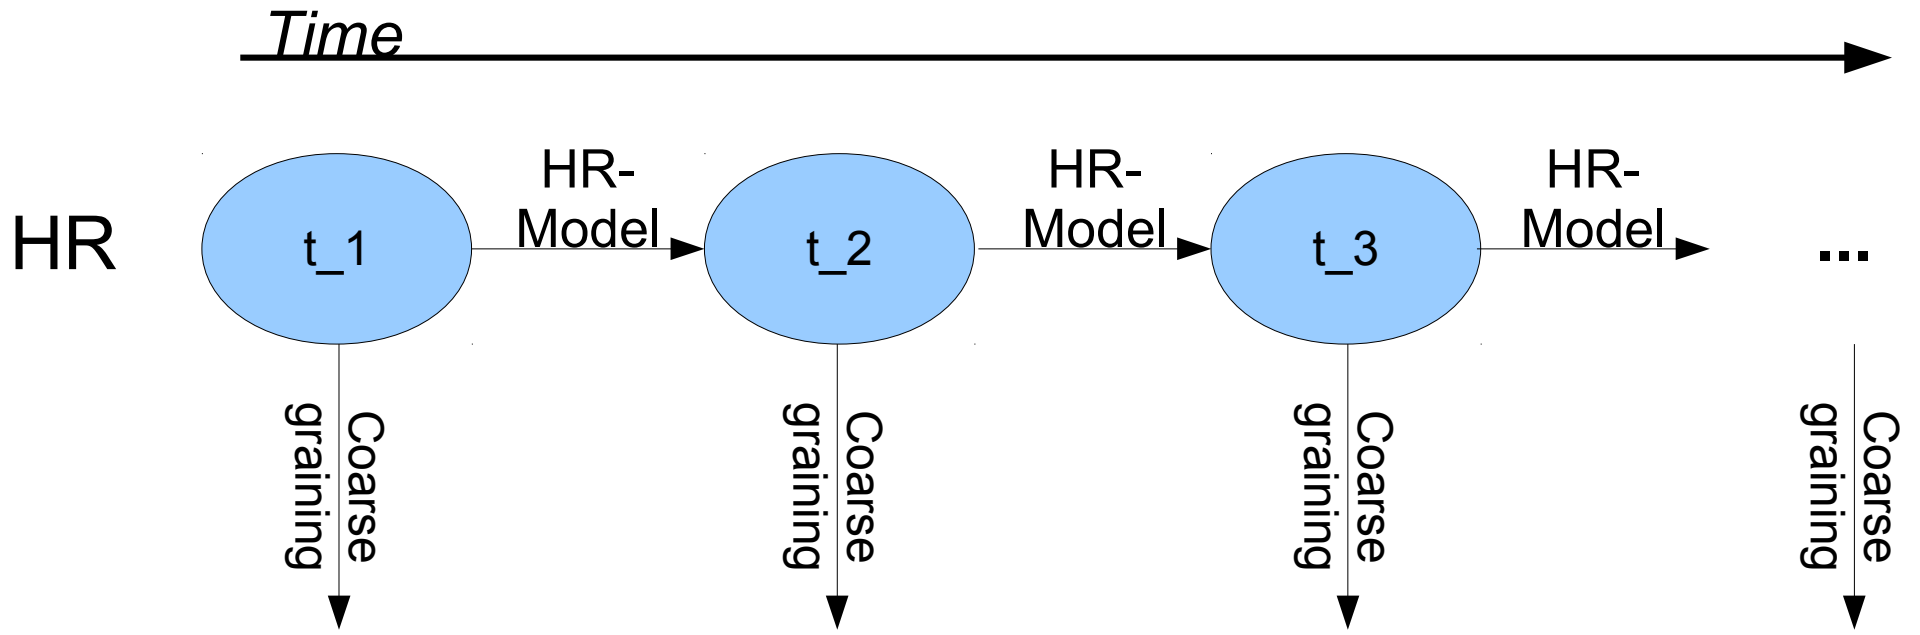 Time
HR-
Model
HR-
Model
HR-
Model
HR
t_1
t_2
t_3
...
Coarse
graining
Coarse
graining
Coarse
graining
Coarse
graining